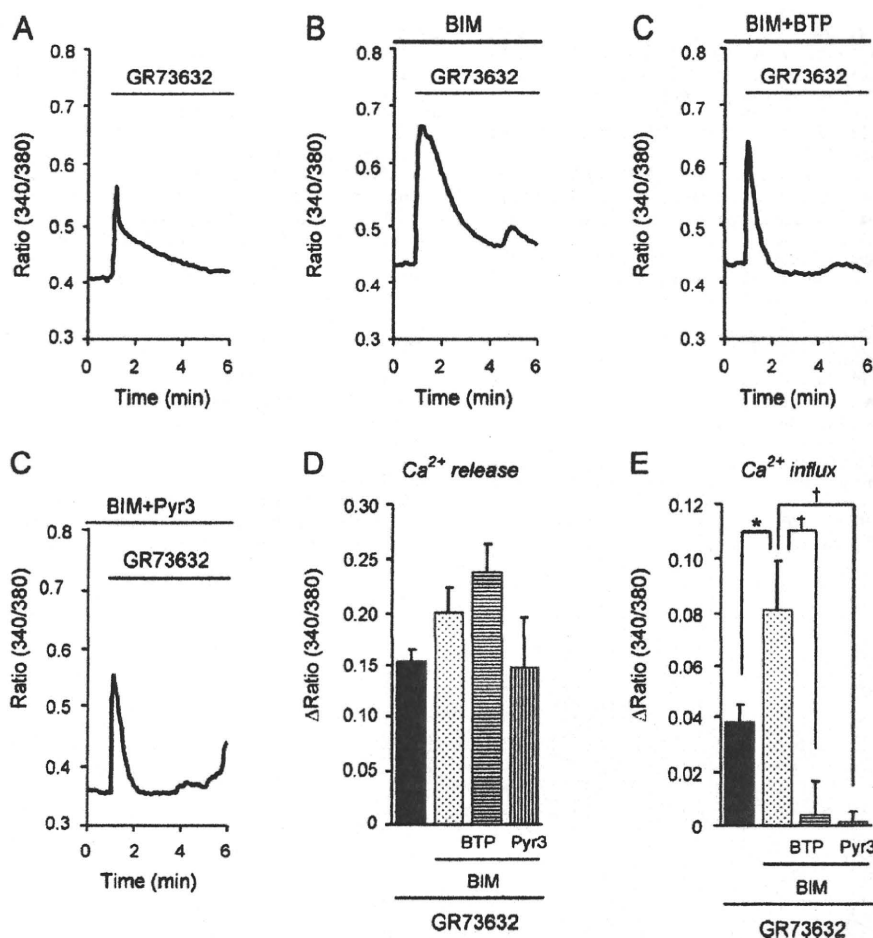 A
GR73632
Ratio (340/380)
0.8
0.7
0.6
0.5
0.4
0.3
0 2 4 6
Time (min)
B
BIM
GR73632
Ratio (340/380)
0.8
0.7
0.6
0.5
0.4
0.3
0 2 4 6
Time (min)
C
BIM+BTP
GR73632
Ratio (340/380)
0.8
0.7
0.6
0.5
0.4
0.3
0 2 4 6
Time (min)
C
BIM+Pyr3
GR73632
Ratio (340/380)
0.8
0.7
0.6
0.5
0.4
0.3
0 2 4 6
Time (min)
D
Ca²⁺ release
ΔRatio (340/380)
0.30
0.25
0.20
0.15
0.10
0.05
0
BTP Pyr3
BIM
GR73632
E
Ca²⁺ influx
ΔRatio (340/380)
0.12
0.10
0.08
0.06
0.04
0.02
0
* † †
BTP Pyr3
BIM
GR73632